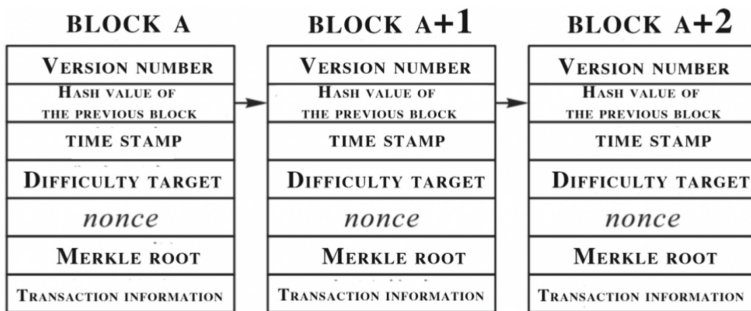 BLOCK A
VERSION NUMBER
HASH VALUE OF
THE PREVIOUS BLOCK
TIME STAMP
DIFFICULTY TARGET
nonce
MERKLE ROOT
TRANSACTION INFORMATION
BLOCK A+1
VERSION NUMBER
HASH VALUE OF
THE PREVIOUS BLOCK
TIME STAMP
DIFFICULTY TARGET
nonce
MERKLE ROOT
TRANSACTION INFORMATION
BLOCK A+2
VERSION NUMBER
HASH VALUE OF
THE PREVIOUS BLOCK
TIME STAMP
DIFFICULTY TARGET
nonce
MERKLE ROOT
TRANSACTION INFORMATION